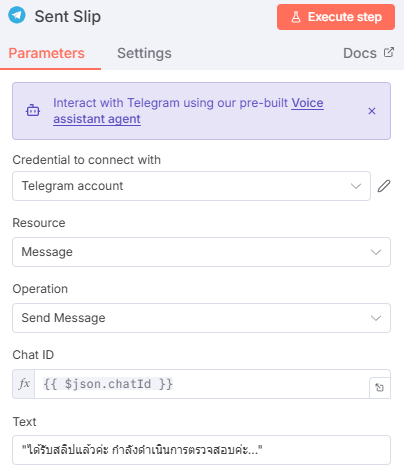 Sent Slip
Execute step
Parameters
Settings
Docs
Interact with Telegram using our pre-built Voice
assistant agent
Credential to connect with
Telegram account
Resource
Message
Operation
Send Message
Chat ID
fx
{{ $json.chatId }}
Text
"ได้รับสลิปแล้วค่ะ กำลังดำเนินการตรวจสอบค่ะ..."